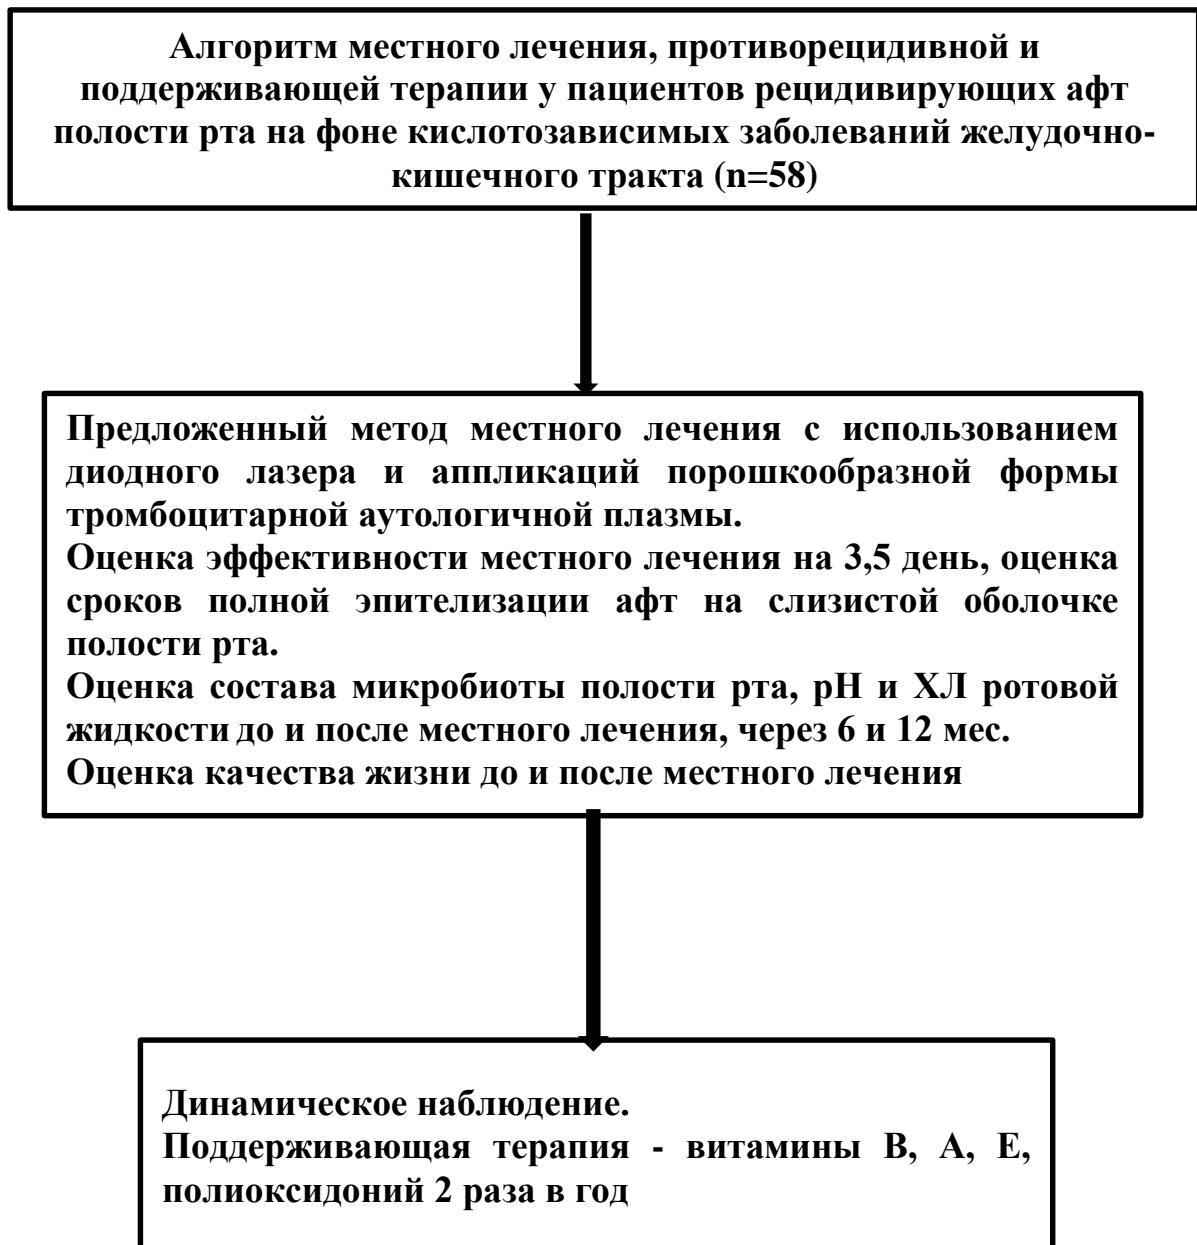 Алгоритм местного лечения, противорецидивной и
поддерживающей терапии у пациентов рецидивирующих афт
полости рта на фоне кислотозависимых заболеваний желудочно-
кишечного тракта (n=58)
Предложенный метод местного лечения с использованием
диодного лазера и аппликаций порошкообразной формы
тромбоцитарной аутологичной плазмы.
Оценка эффективности местного лечения на 3,5 день, оценка
сроков полной эпителизации афт на слизистой оболочке
полости рта.
Оценка состава микробиоты полости рта, pH и ХЛ ротовой
жидкости до и после местного лечения, через 6 и 12 мес.
Оценка качества жизни до и после местного лечения
Динамическое наблюдение.
Поддерживающая терапия - витамины В, А, Е,
полиоксидоний 2 раза в год